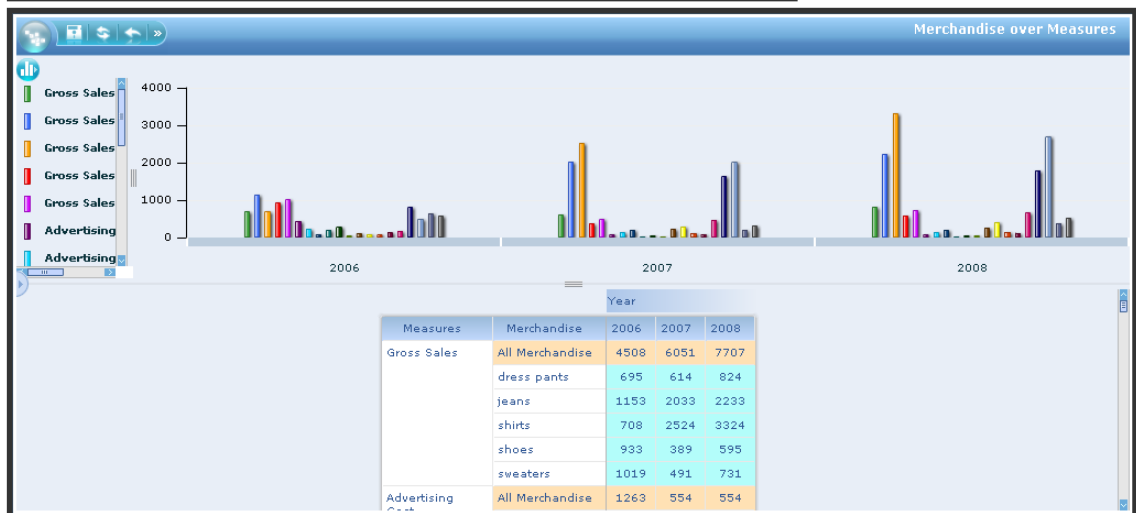 Merchandise over Measures
Gross Sales
Gross Sales
Gross Sales
Gross Sales
Gross Sales
Advertising
Advertising
4000
3000
2000
1000
0
2006 2007 2008
Year
Measures Merchandise 2006 2007 2008
Gross Sales All Merchandise 4508 6051 7707
dress pants 695 614 824
jeans 1153 2033 2233
shirts 708 2524 3324
shoes 933 389 595
sweaters 1019 491 731
Advertising All Merchandise 1263 554 554